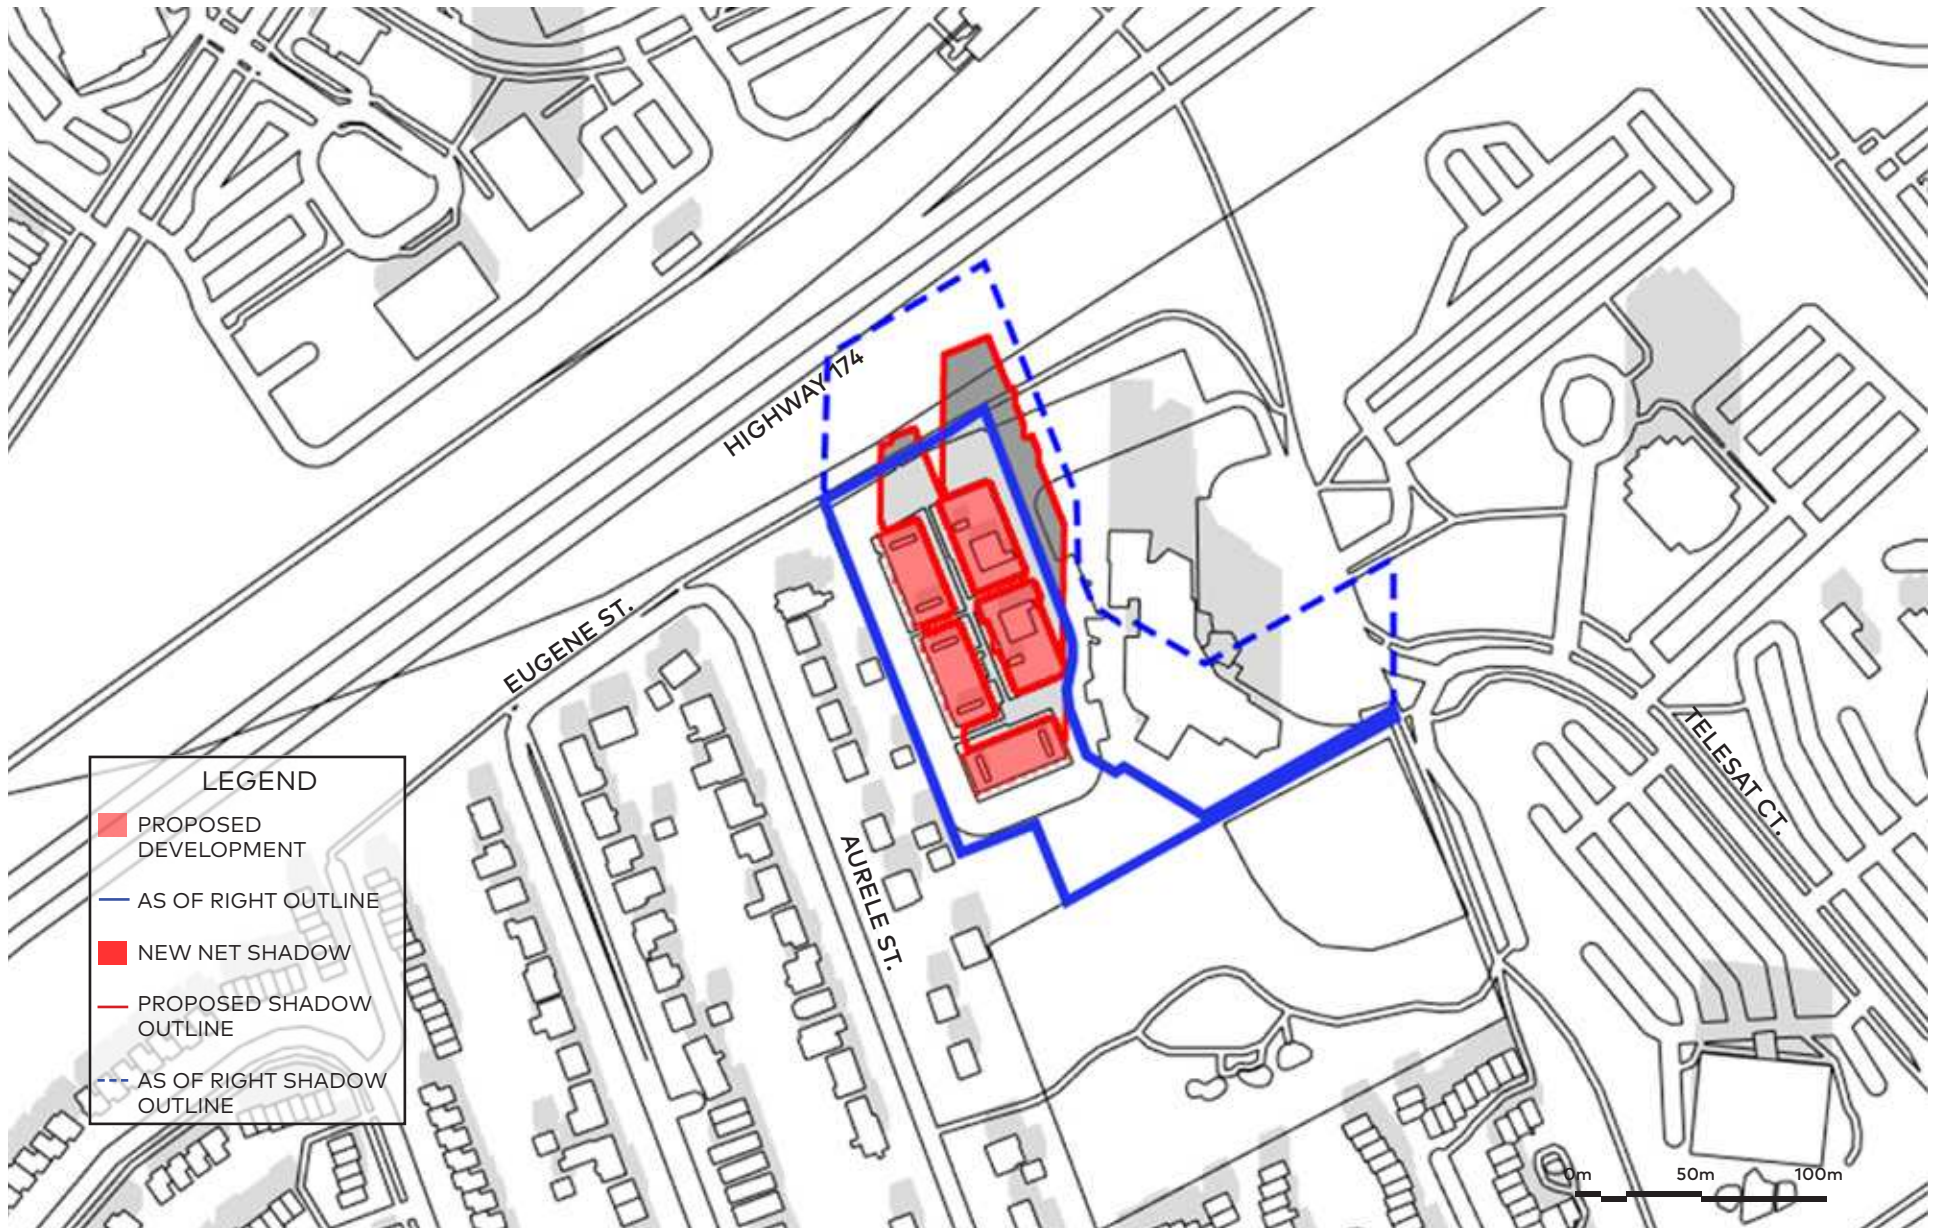 HIGHWAY 174
EUGENE ST.
AURELE ST.
TELESAT CT.
LEGEND
PROPOSED
DEVELOPMENT
AS OF RIGHT OUTLINE
NEW NET SHADOW
PROPOSED SHADOW
OUTLINE
AS OF RIGHT SHADOW
OUTLINE
0m 50m 100m